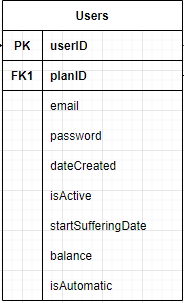 Users
PK userID
FK1 planID
email
password
dateCreated
isActive
startSufferingDate
balance
isAutomatic